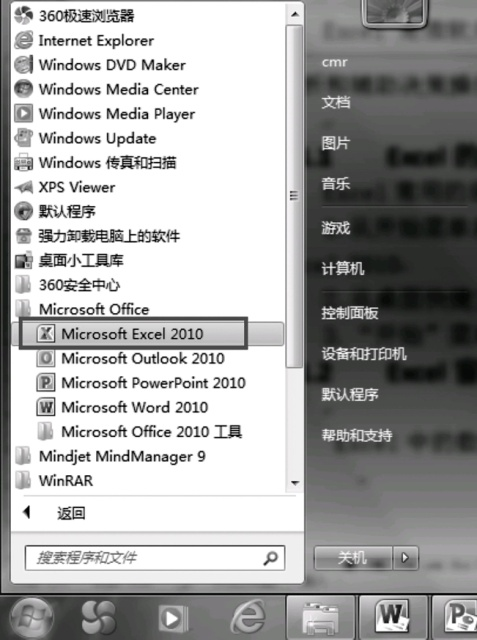 360极速浏览器
Internet Explorer
Windows DVD Maker
Windows Media Center
Windows Media Player
Windows Update
Windows 传真和扫描
XPS Viewer
默认程序
强力卸载电脑上的软件
桌面小工具库
360安全中心
Microsoft Office
Microsoft Excel 2010
Microsoft Outlook 2010
Microsoft PowerPoint 2010
Microsoft Word 2010
Microsoft Office 2010 工具
Mindjet MindManager 9
WinRAR
返回
搜索程序和文件
cmr
文档
图片
音乐
游戏
计算机
控制面板
设备和打印机
默认程序
帮助和支持
关机